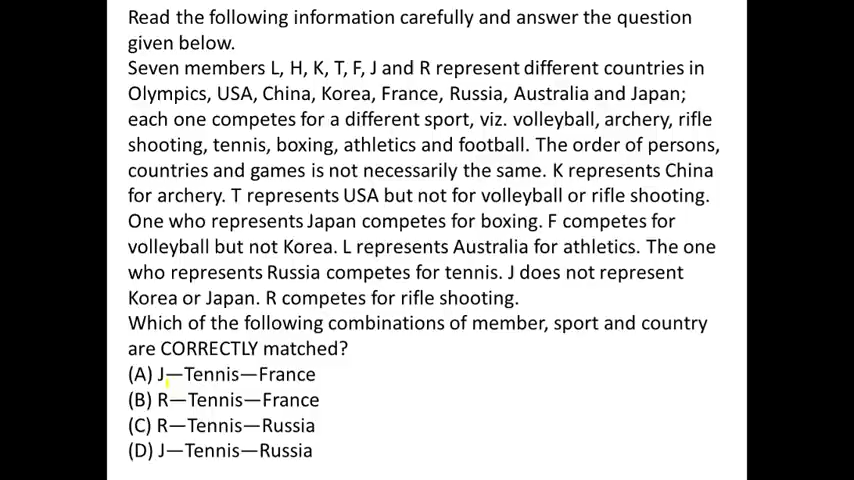 Read the following information carefully and answer the question
given below.
Seven members L, H, K, T, F, J and R represent different countries in
Olympics, USA, China, Korea, France, Russia, Australia and Japan;
each one competes for a different sport, viz. volleyball, archery, rifle
shooting, tennis, boxing, athletics and football. The order of persons,
countries and games is not necessarily the same. K represents China
for archery. T represents USA but not for volleyball or rifle shooting.
One who represents Japan competes for boxing. F competes for
volleyball but not Korea. L represents Australia for athletics. The one
who represents Russia competes for tennis. J does not represent
Korea or Japan. R competes for rifle shooting.
Which of the following combinations of member, sport and country
are CORRECTLY matched?
(A) J—Tennis—France
(B) R—Tennis—France
(C) R—Tennis—Russia
(D) J—Tennis—Russia